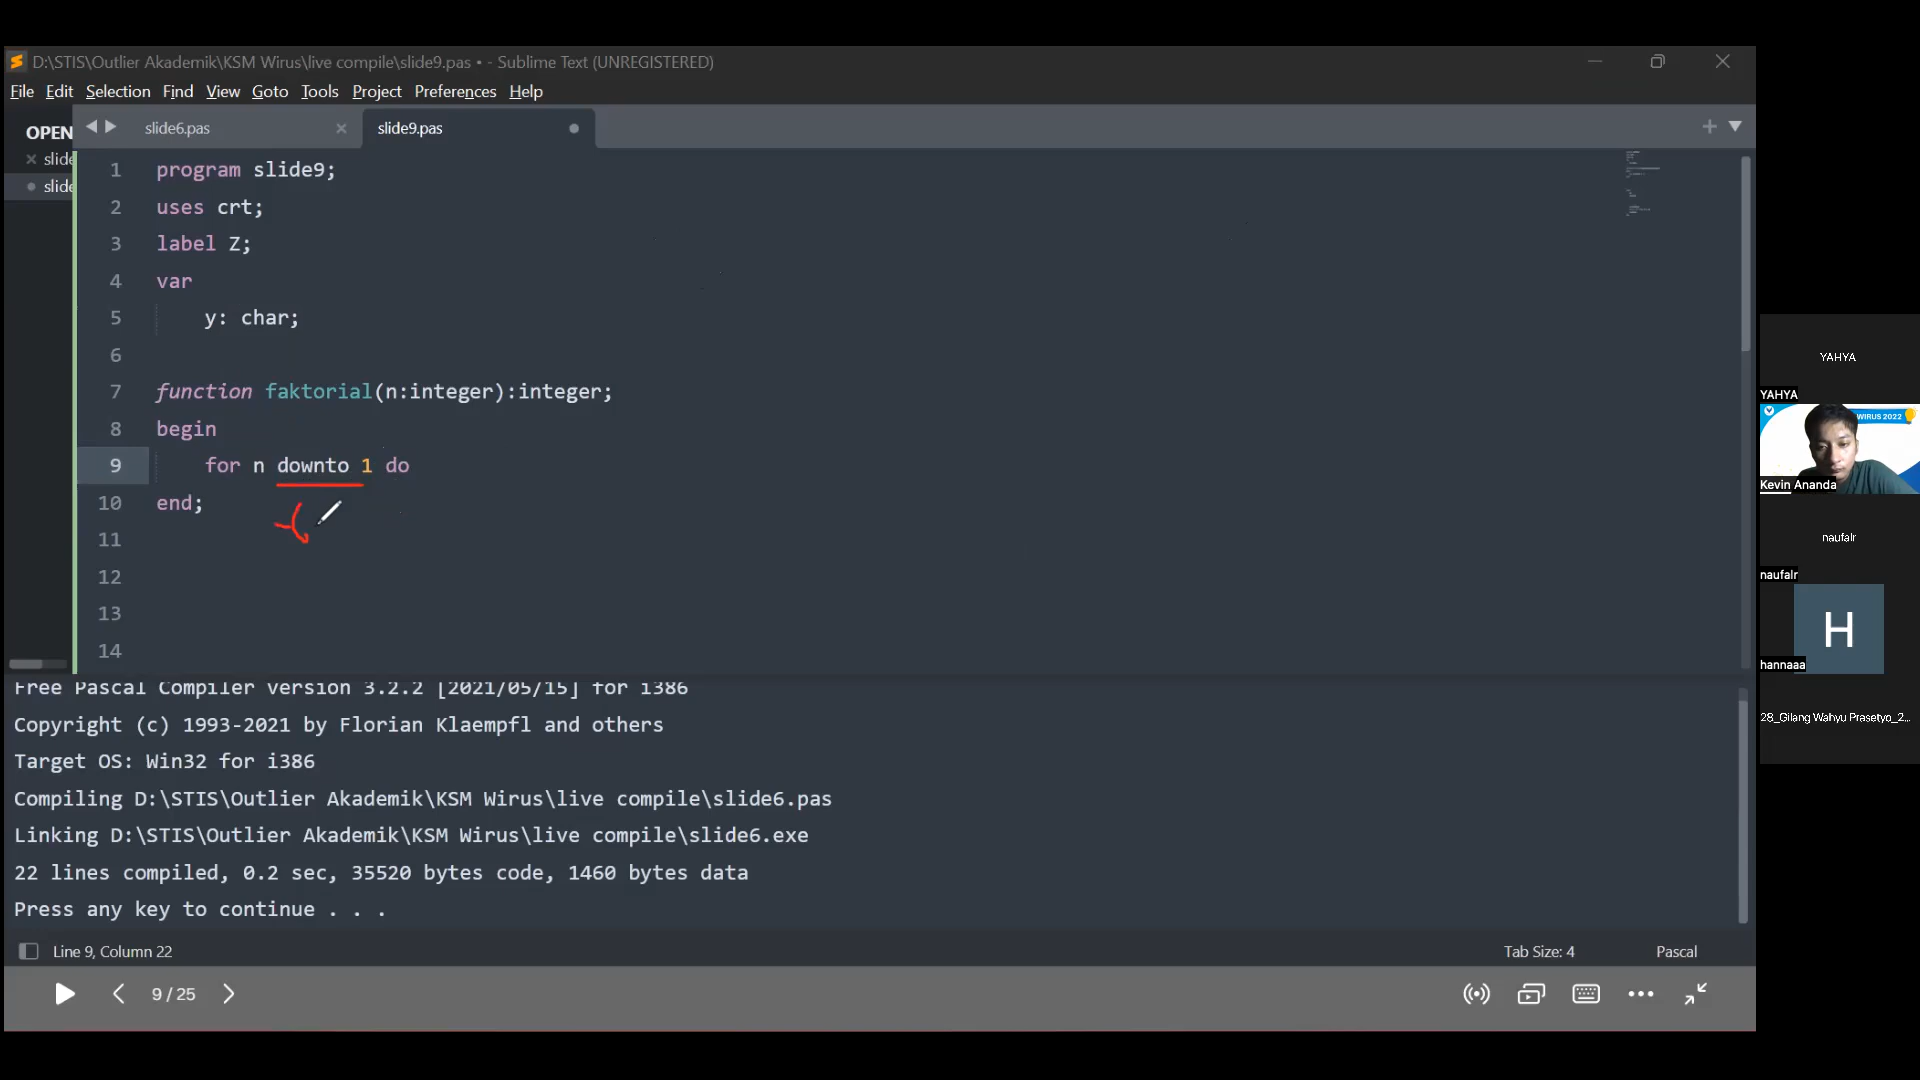 D:\STIS\Outlier Akademik\KSM Wirus\live compile\slide9.pas • - Sublime Text (UNREGISTERED)
File Edit Selection Find View Goto Tools Project Preferences Help
OPEN
slide
slide
slide6.pas
slide9.pas
1 program slide9;
2 uses crt;
3 label Z;
4 var
5 y: char;
6
7 function faktorial(n:integer):integer;
8 begin
9 for n downto 1 do
10 end;
11
12
13
14
Free Pascal Compiler version 3.2.2 [2021/05/15] for i386
Copyright (c) 1993-2021 by Florian Klaempfl and others
Target OS: Win32 for i386
Compiling D:\STIS\Outlier Akademik\KSM Wirus\live compile\slide6.pas
Linking D:\STIS\Outlier Akademik\KSM Wirus\live compile\slide6.exe
22 lines compiled, 0.2 sec, 35520 bytes code, 1460 bytes data
Press any key to continue . . .
Line 9, Column 22
Tab Size: 4
Pascal
9 / 25
YAHYA
YAHYA
WIRUS 2022
Kevin Ananda
naufalr
naufalr
H
hannaaa
28_Gilang Wahyu Prasetyo_2...